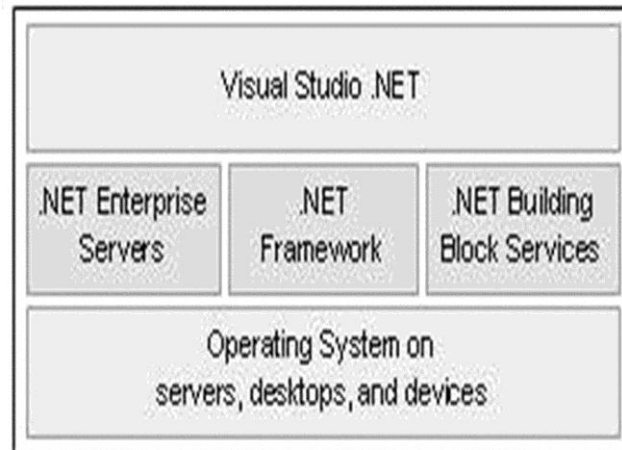 Visual Studio .NET
.NET Enterprise
Servers
.NET
Framework
.NET Building
Block Services
Operating System on
servers, desktops, and devices